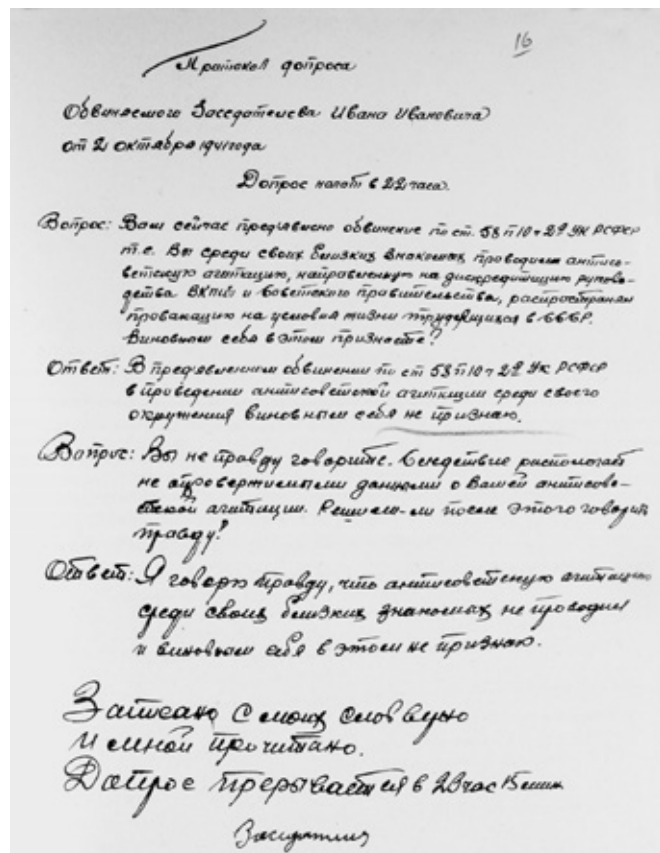 16
Протокол допроса
Обвиняемого Заседателева Ивана Ивановича
от 2 октября 1941 года
Допрос начат в 22 часа.
Вопрос: Вам сейчас предъявлено обвинение по ст. 58 п 10 ч 2й УК РСФСР
т.е. Вы среди своих близких знакомых проводили антисо-
ветскую агитацию, направленную на дискредитацию руково-
дства ВКП(б) и Советского правительства, распространяли
провакацию на условия жизни трудящихся в СССР.
Виновным себя в этом признаете?
Ответ: В предъявленном обвинении по ст 58 п 10 ч 2й УК РСФСР
в проведении антисоветской агитации среди своего
окружения виновным себя не признаю.
Вопрос: Вы не правду говорите. Следствие распологает
не опровертимыми данными о Вашей антисове-
тской агитации. Решили-ли после этого говорить
правду?
Ответ: Я говорю правду, что антисоветскую агитацию
среди своих близких знакомых не проводил
и виновным себя в этом не признаю.
Записано с моих слов верно
и мной прочитано.
Допрос прерывается в 23 час 15 мин